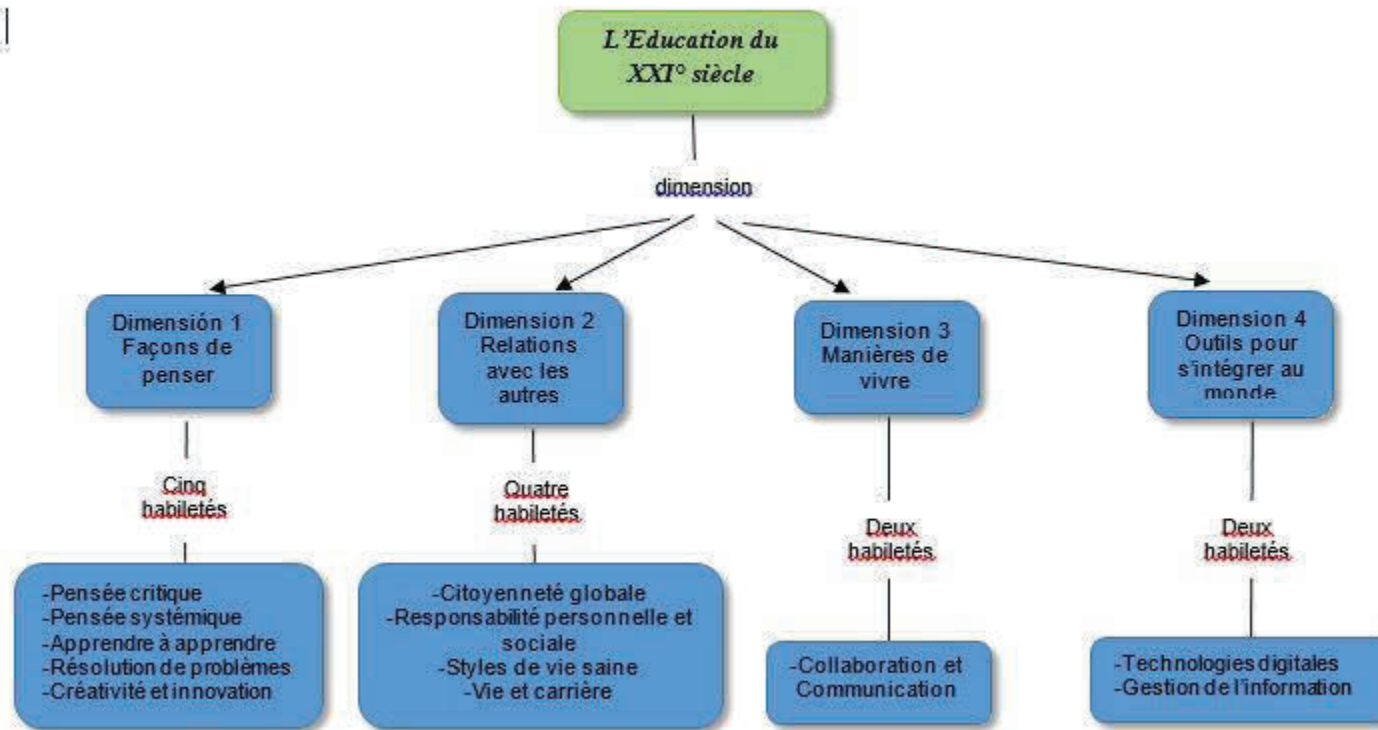 L'Education du
XXI° siècle
dimension
Dimensión 1
Façons de
penser
Dimension 2
Relations
avec les
autres
Dimension 3
Manières de
vivre
Dimension 4
Outils pour
s'intégrer au
monde
Cinq
habiletés
Quatre
habiletés
Deux
habiletés
Deux
habiletés
-Pensée critique
-Pensée systémique
-Apprendre à apprendre
-Résolution de problèmes
-Créativité et innovation
-Citoyenneté globale
-Responsabilité personnelle et
sociale
-Styles de vie saine
-Vie et carrière
-Collaboration et
Communication
-Technologies digitales
-Gestion de l'information